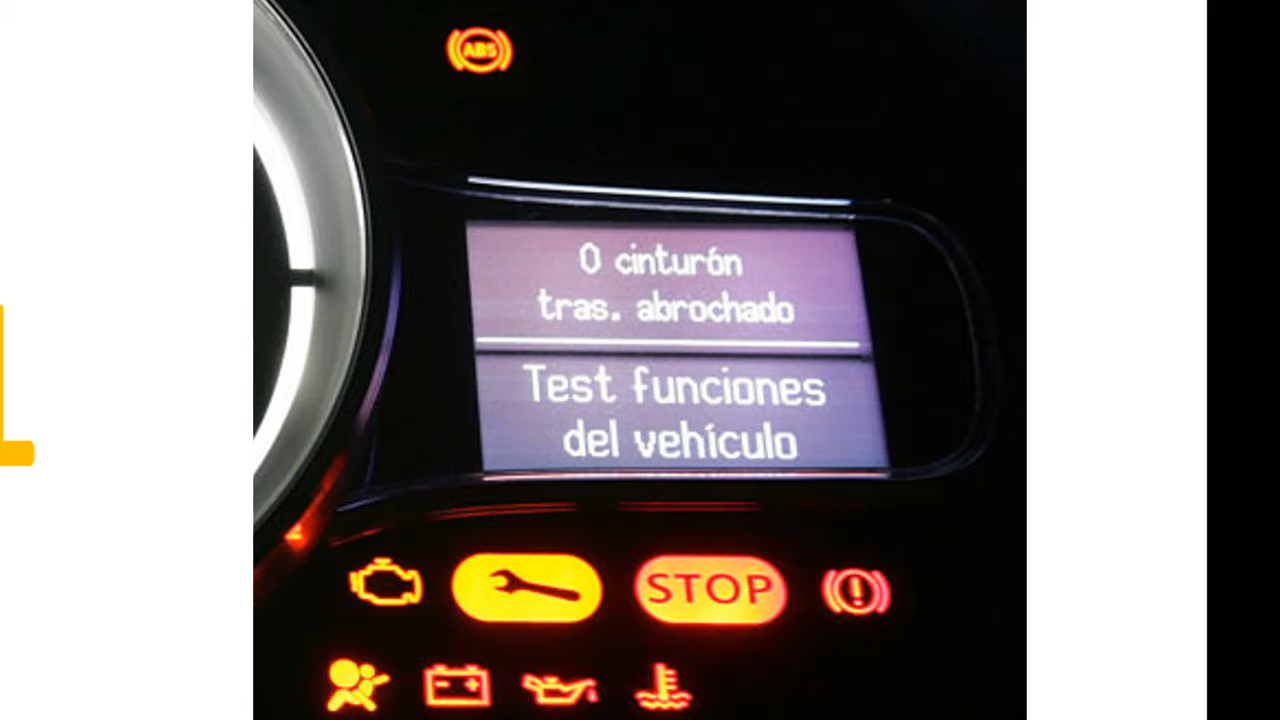 ABS
0 cinturón
tras. abrochado
Test funciones
del vehículo
STOP